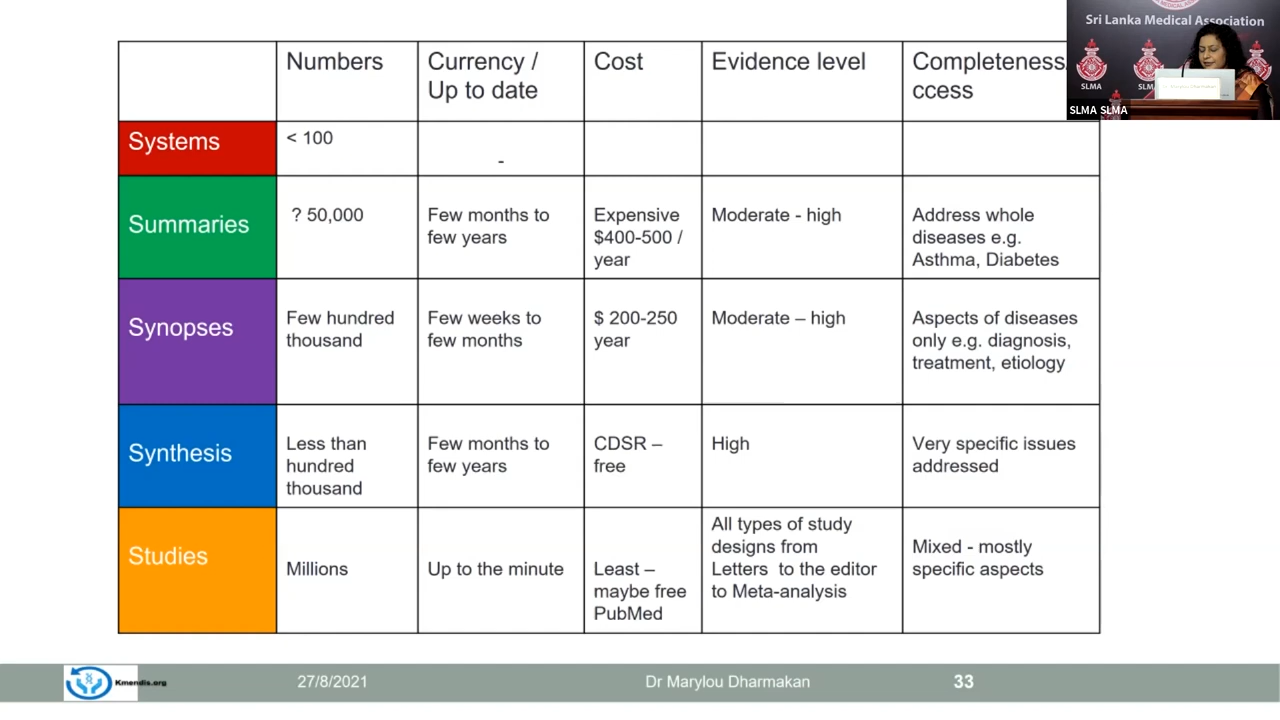 Numbers
Currency /
Up to date
Cost
Evidence level
Completeness
ccess
Systems
< 100
-
Summaries
? 50,000
Few months to
few years
Expensive
$400-500 /
year
Moderate - high
Address whole
diseases e.g.
Asthma, Diabetes
Synopses
Few hundred
thousand
Few weeks to
few months
$ 200-250
year
Moderate – high
Aspects of diseases
only e.g. diagnosis,
treatment, etiology
Synthesis
Less than
hundred
thousand
Few months to
few years
CDSR –
free
High
Very specific issues
addressed
Studies
Millions
Up to the minute
Least –
maybe free
PubMed
All types of study
designs from
Letters to the editor
to Meta-analysis
Mixed - mostly
specific aspects
Kmendis.org
27/8/2021
Dr Marylou Dharmakan
33
Sri Lanka Medical Association
SLMA
SLMA
SLMA SLMA